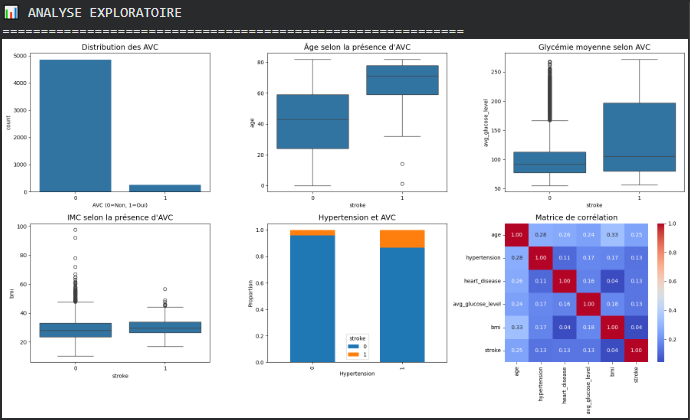 📊 ANALYSE EXPLORATOIRE
============================================================
Distribution des AVC
5000
4000
3000
2000
1000
0
count
0
1
AVC (0=Non, 1=Oui)
Âge selon la présence d'AVC
80
60
40
20
0
age
0
1
stroke
Glycémie moyenne selon AVC
250
200
150
100
50
avg_glucose_level
0
1
stroke
IMC selon la présence d'AVC
100
80
60
40
20
bmi
0
1
stroke
Hypertension et AVC
1.0
0.8
0.6
0.4
0.2
0.0
Proportion
stroke
0
1
0
1
Hypertension
Matrice de corrélation
age
1.00 0.28 0.26 0.24 0.33 0.25
hypertension
0.28 1.00 0.11 0.17 0.17 0.13
heart_disease
0.26 0.11 1.00 0.16 0.04 0.13
avg_glucose_level
0.24 0.17 0.16 1.00 0.18 0.13
bmi
0.33 0.17 0.04 0.18 1.00 0.04
stroke
0.25 0.13 0.13 0.13 0.04 1.00
age
hypertension
heart_disease
avg_glucose_level
bmi
stroke
1.0
0.8
0.6
0.4
0.2